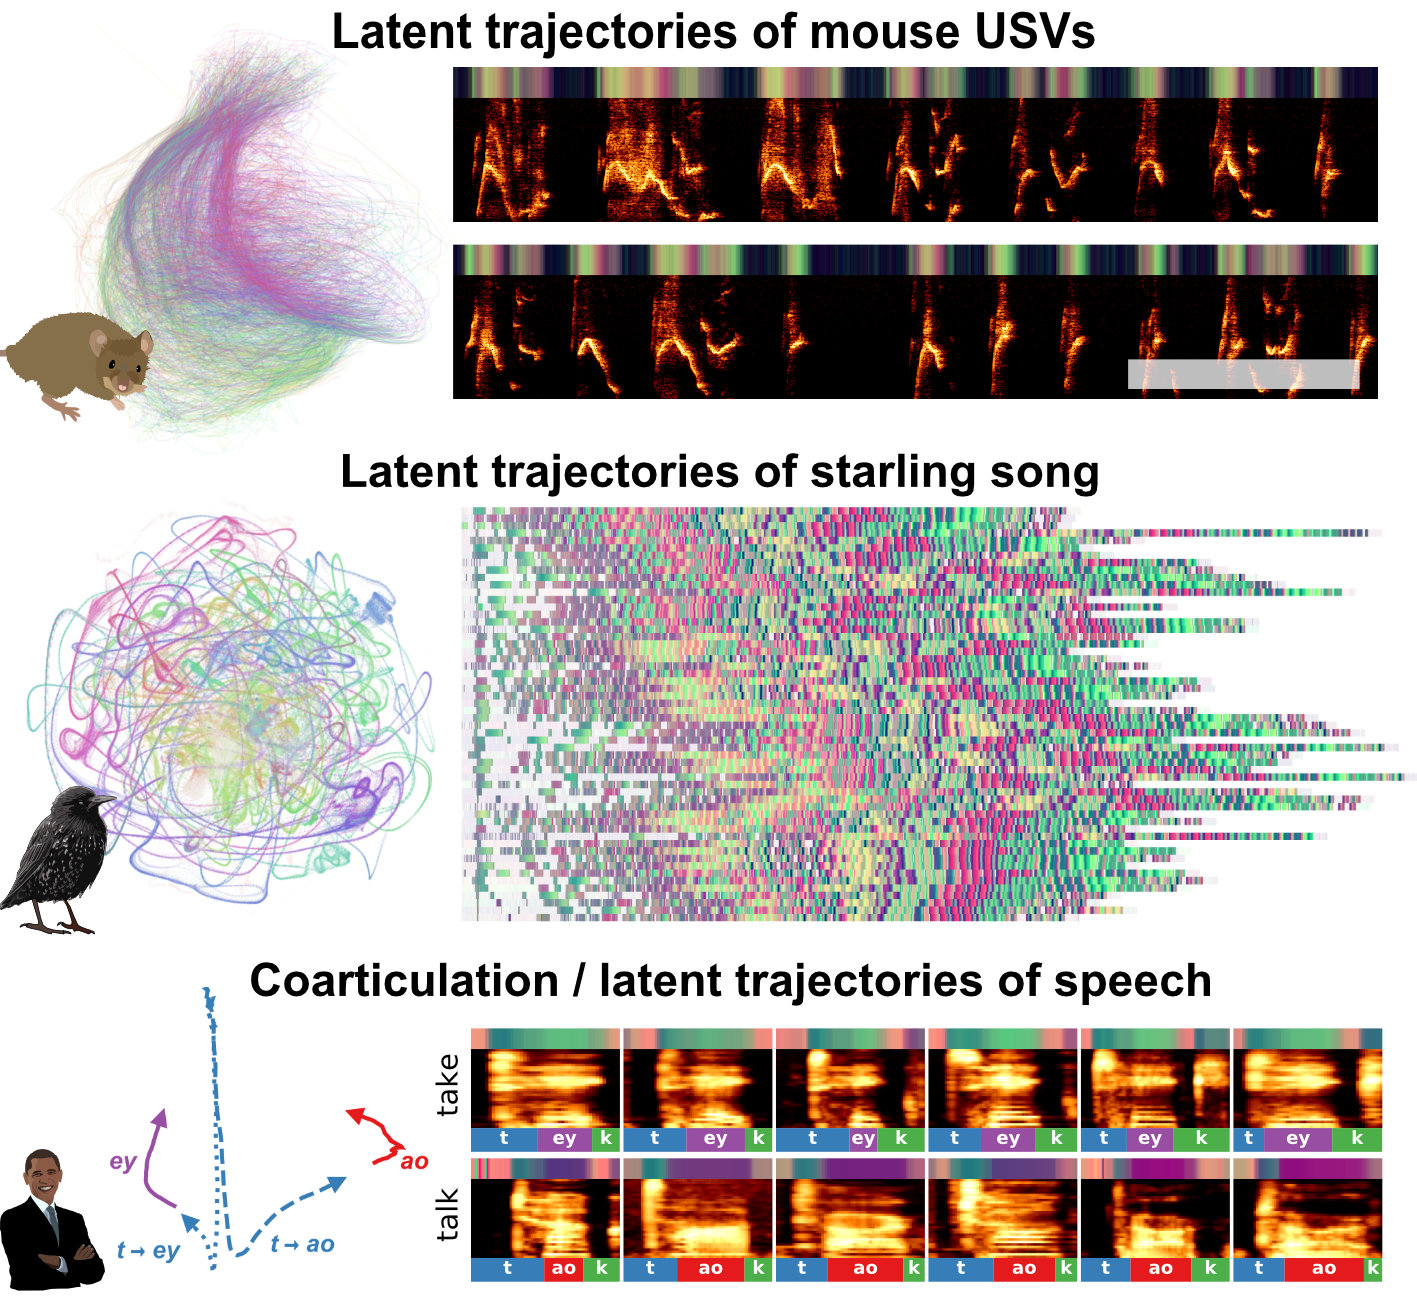 Latent trajectories of mouse USVs
Latent trajectories of starling song
Coarticulation / latent trajectories of speech
ey
ao
t→ey
t→ao
take
t ey k t ey k t ey k t ey k t ey k t ey k
talk
t ao k t ao k t ao k t ao k t ao k t ao k